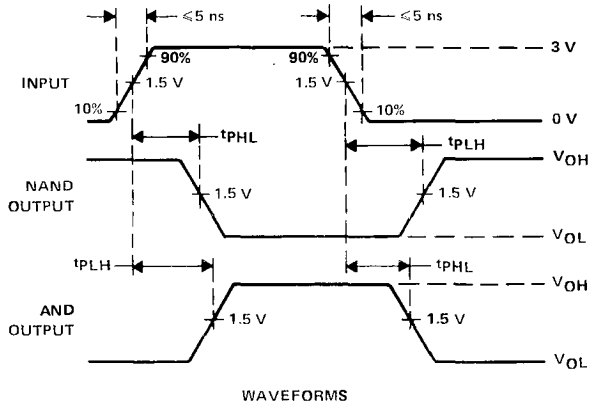 ⩽5 ns ⩽5 ns
90% 90% 3 V
INPUT 1.5 V 1.5 V
10% 10% 0 V
tPHL tPLH
VOH
NAND OUTPUT 1.5 V 1.5 V
VOL
tPLH tPHL
VOH
AND OUTPUT 1.5 V 1.5 V
VOL
WAVEFORMS